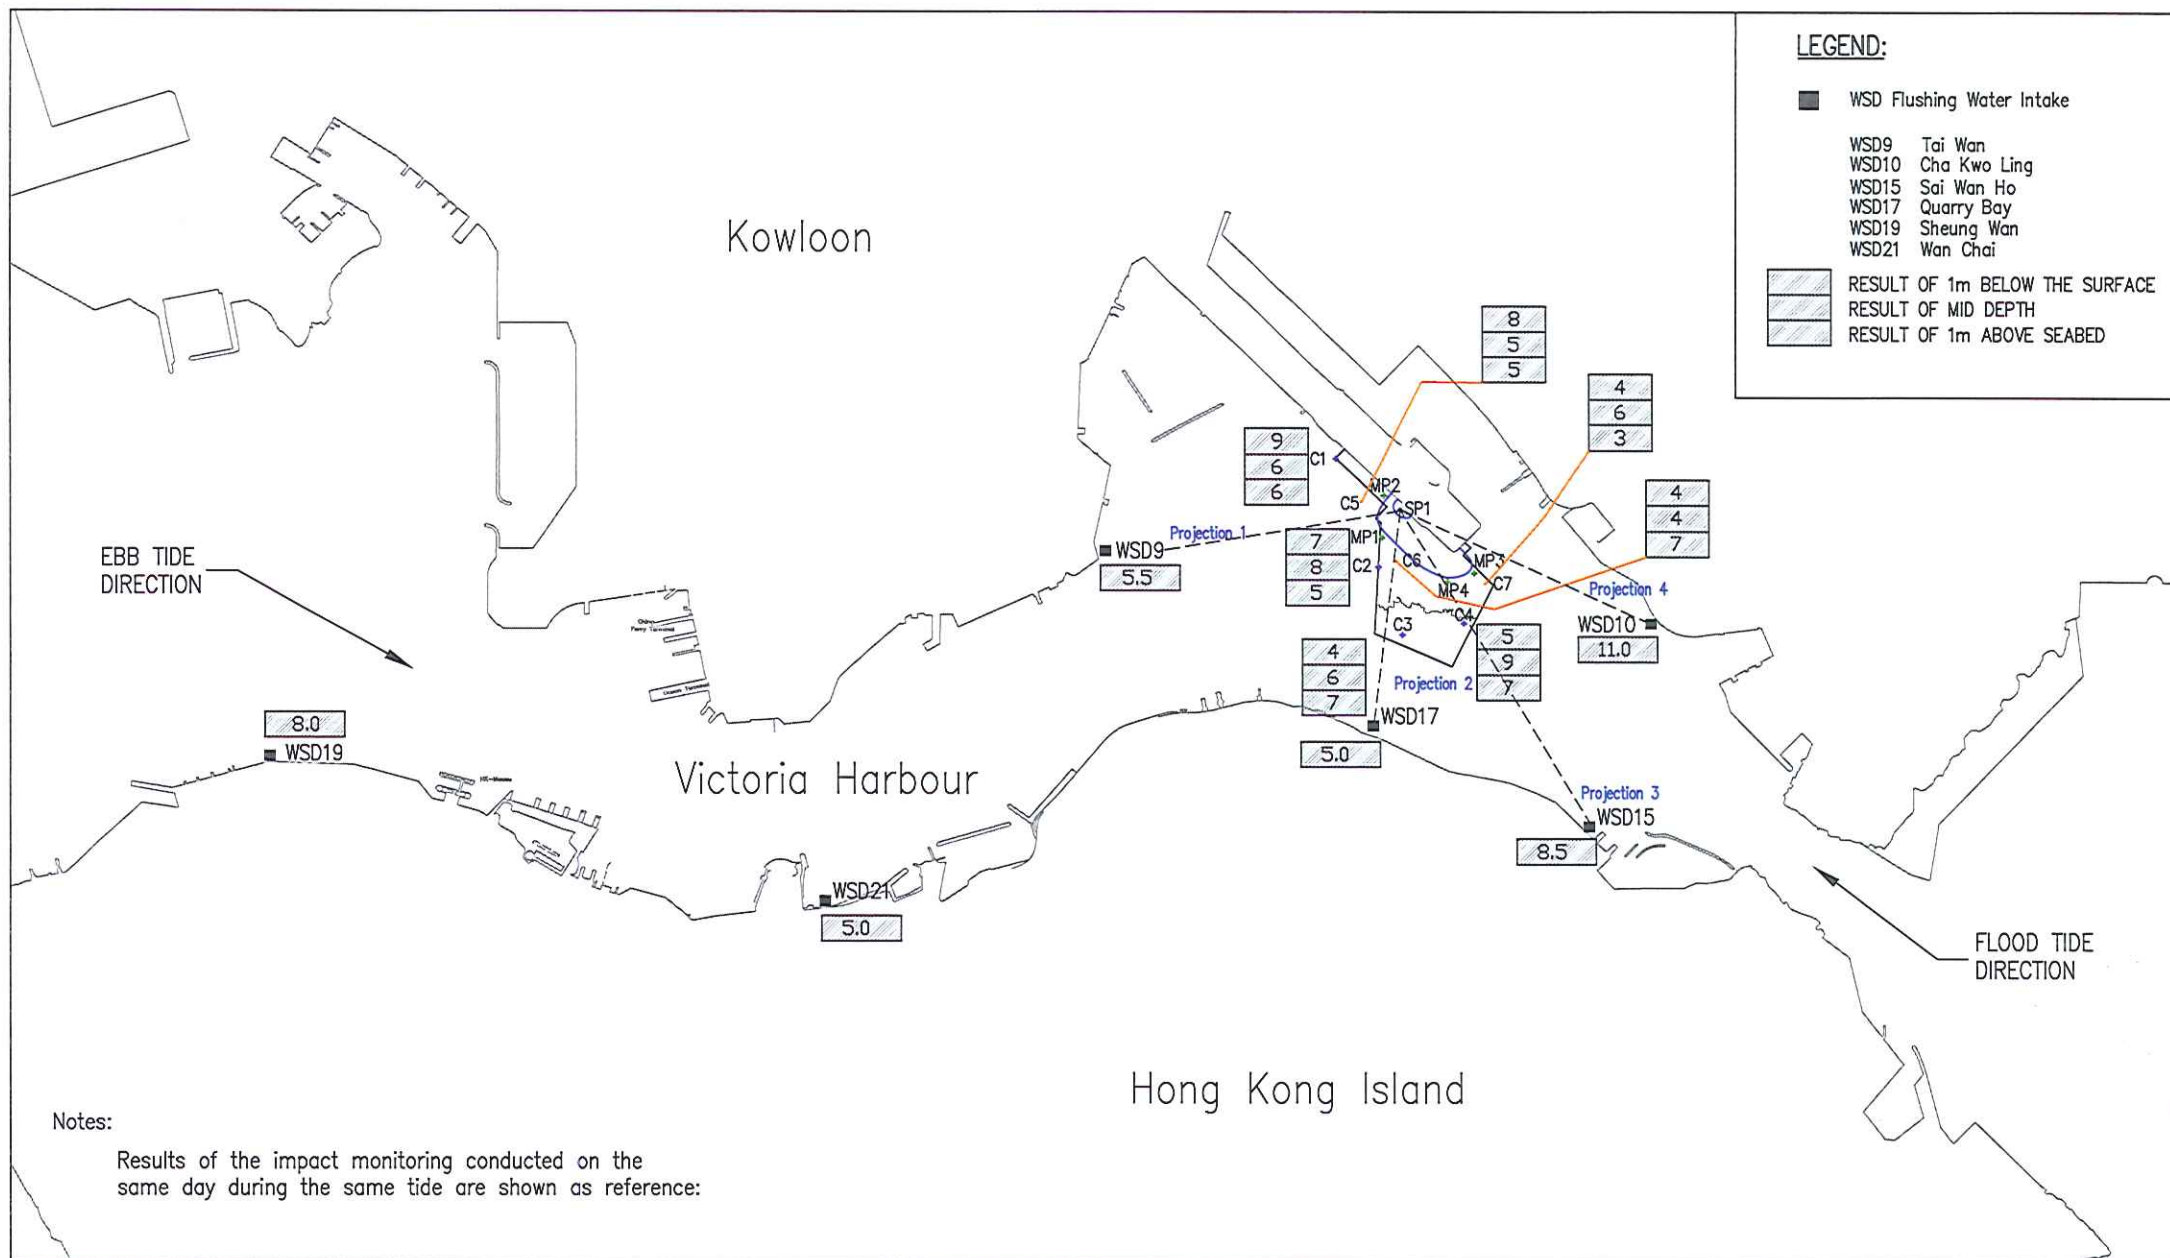 LEGEND:
WSD Flushing Water Intake
WSD9 Tai Wan
WSD10 Cha Kwo Ling
WSD15 Sai Wan Ho
WSD17 Quarry Bay
WSD19 Sheung Wan
WSD21 Wan Chai
RESULT OF 1m BELOW THE SURFACE
RESULT OF MID DEPTH
RESULT OF 1m ABOVE SEABED
Kowloon
8
5
5
4
6
3
9
6
6
C1
MP2
C5
SP1
4
4
7
Projection 1
WSD9
5.5
7
8
5
MP1
C2
C6
MP3
C7
MP4
Projection 4
WSD10
11.0
C3
C4
EBB TIDE
DIRECTION
China
Ferry Terminal
Ocean Terminal
4
6
7
5
9
7
Projection 2
WSD17
5.0
8.0
WSD19
Victoria Harbour
Projection 3
WSD15
8.5
WSD21
5.0
FLOOD TIDE
DIRECTION
Hong Kong Island
Notes:
Results of the impact monitoring conducted on the
same day during the same tide are shown as reference: